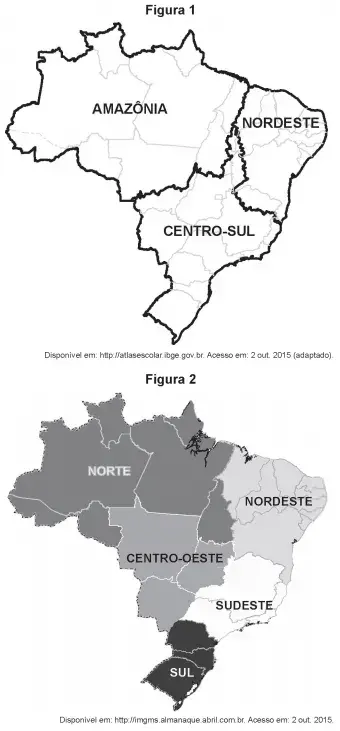 Figura 1
AMAZÔNIA
NORDESTE
CENTRO-SUL
Disponível em: http://atlasescolar.ibge.gov.br. Acesso em: 2 out. 2015 (adaptado).
Figura 2
NORTE
NORDESTE
CENTRO-OESTE
SUDESTE
SUL
Disponível em: http://imgms.almanaque.abril.com.br. Acesso em: 2 out. 2015.